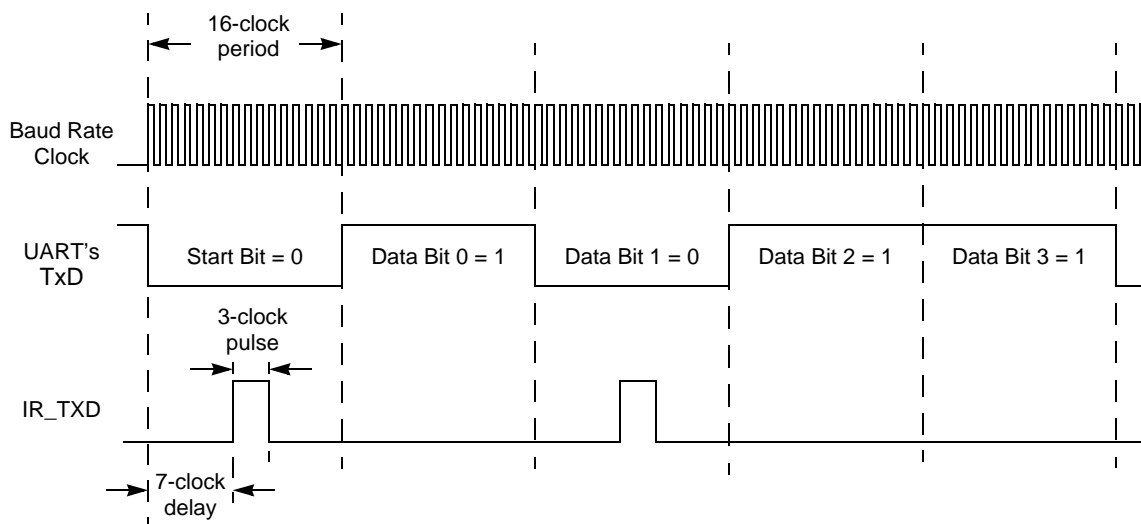 16-clock
period
Baud Rate
Clock
UART's
TxD
Start Bit = 0
Data Bit 0 = 1
Data Bit 1 = 0
Data Bit 2 = 1
Data Bit 3 = 1
3-clock
pulse
IR_TXD
7-clock
delay